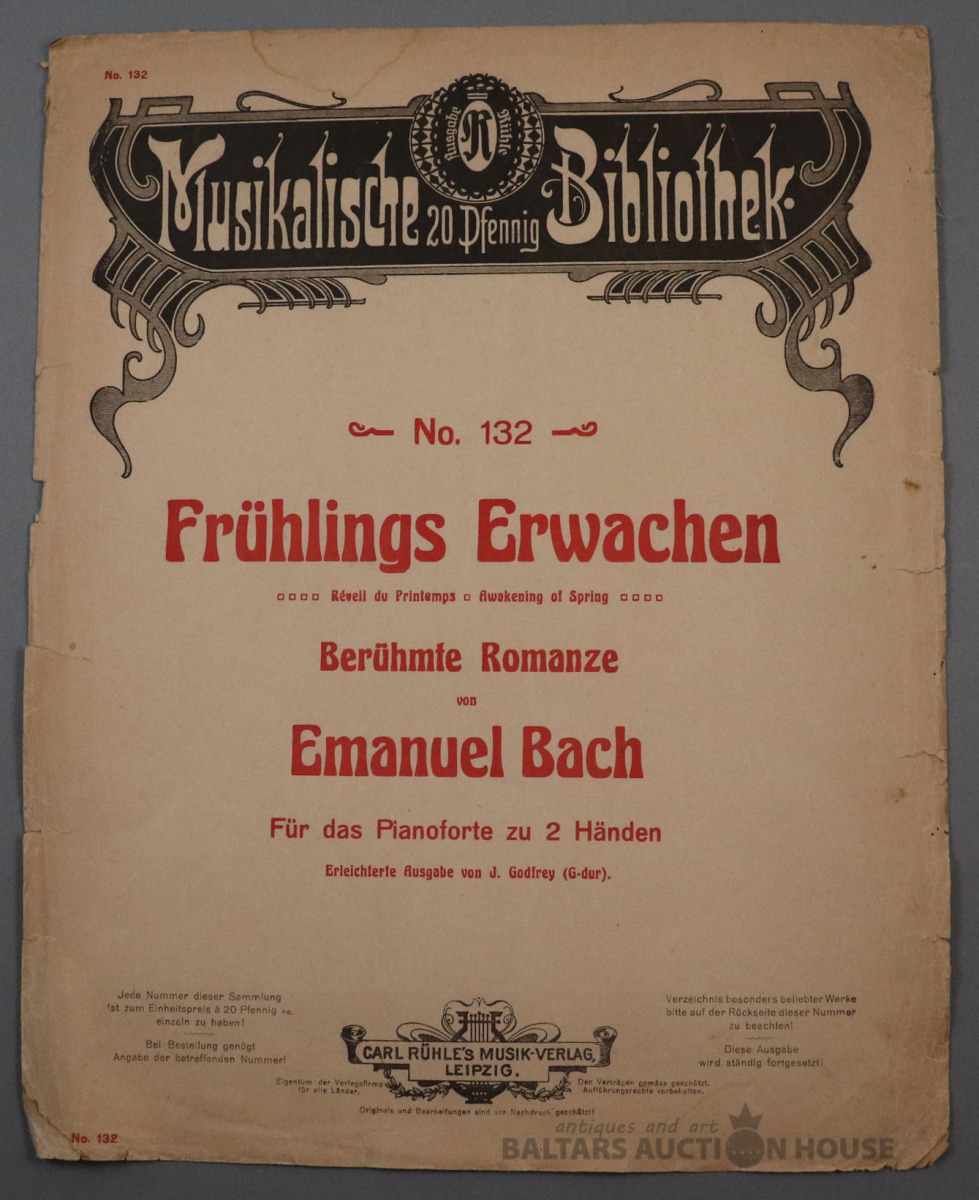 No. 132
Ausgabe R Rühle
Musikalische 20 Pfennig Bibliothek.
No. 132
Frühlings Erwachen
Réveil du Printemps Awakening of Spring
Berühmte Romanze
von
Emanuel Bach
Für das Pianoforte zu 2 Händen
Erleichterte Ausgabe von J. Godfrey (G-dur).
Jede Nummer dieser Sammlung
ist zum Einheitspreis à 20 Pfennig no.
einzeln zu haben!
Bei Bestellung genügt
Angabe der betreffenden Nummer!
Verzeichnis besonders beliebter Werke
bitte auf der Rückseite dieser Nummer
zu beachten!
Diese Ausgabe
wird ständig fortgesetzt!
CARL RÜHLE'S MUSIK-VERLAG,
LEIPZIG.
Eigentum der Verlagsfirma
für alle Länder.
Den Verträgen gemäss geschützt.
Aufführungsrechte vorbehalten.
Originale und Bearbeitungen sind vor Nachdruck geschützt!
No. 132
antiques and art
BALTARS AUCTION HOUSE